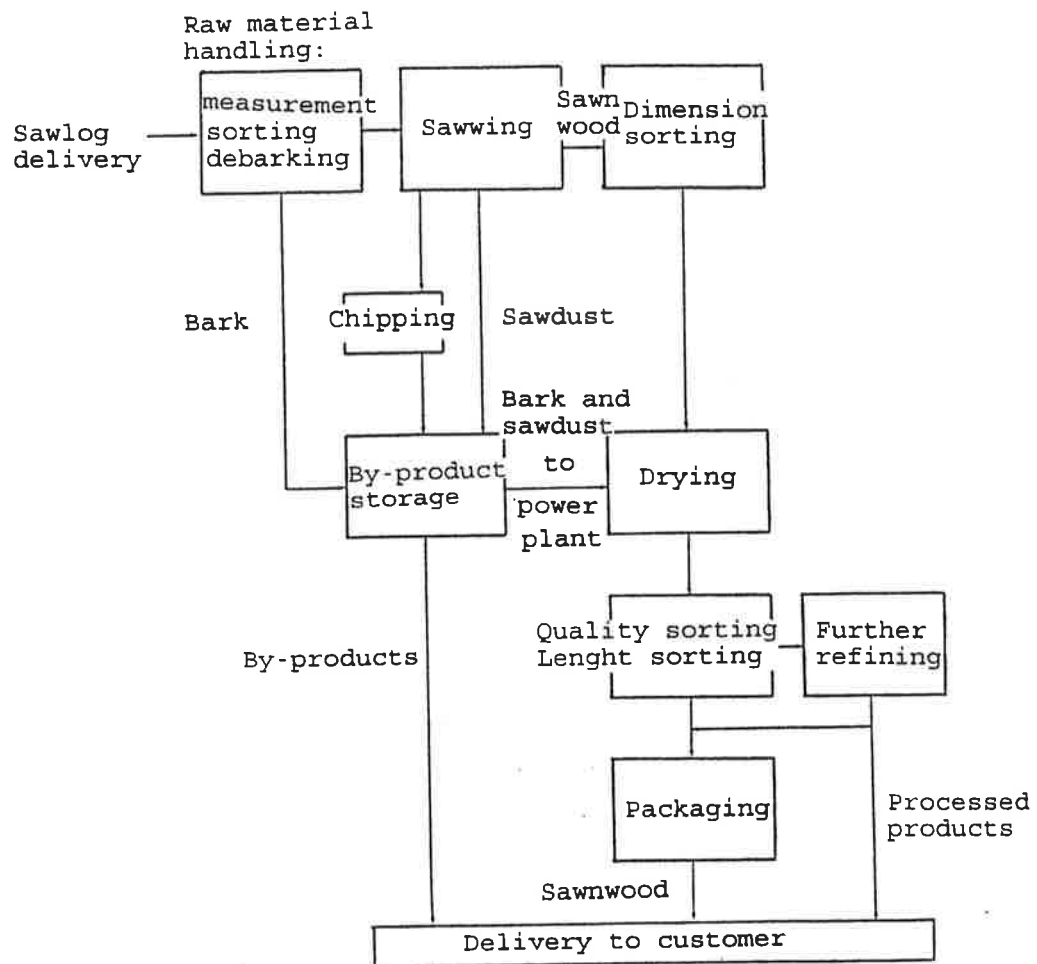 Raw material
handling:
Sawlog
delivery
measurement
sorting
debarking
Sawwing
Sawn
wood
Dimension
sorting
Bark
Chipping
Sawdust
Bark and
sawdust
to
power
plant
By-product
storage
Drying
By-products
Quality sorting
Lenght sorting
Further
refining
Packaging
Processed
products
Sawnwood
Delivery to customer